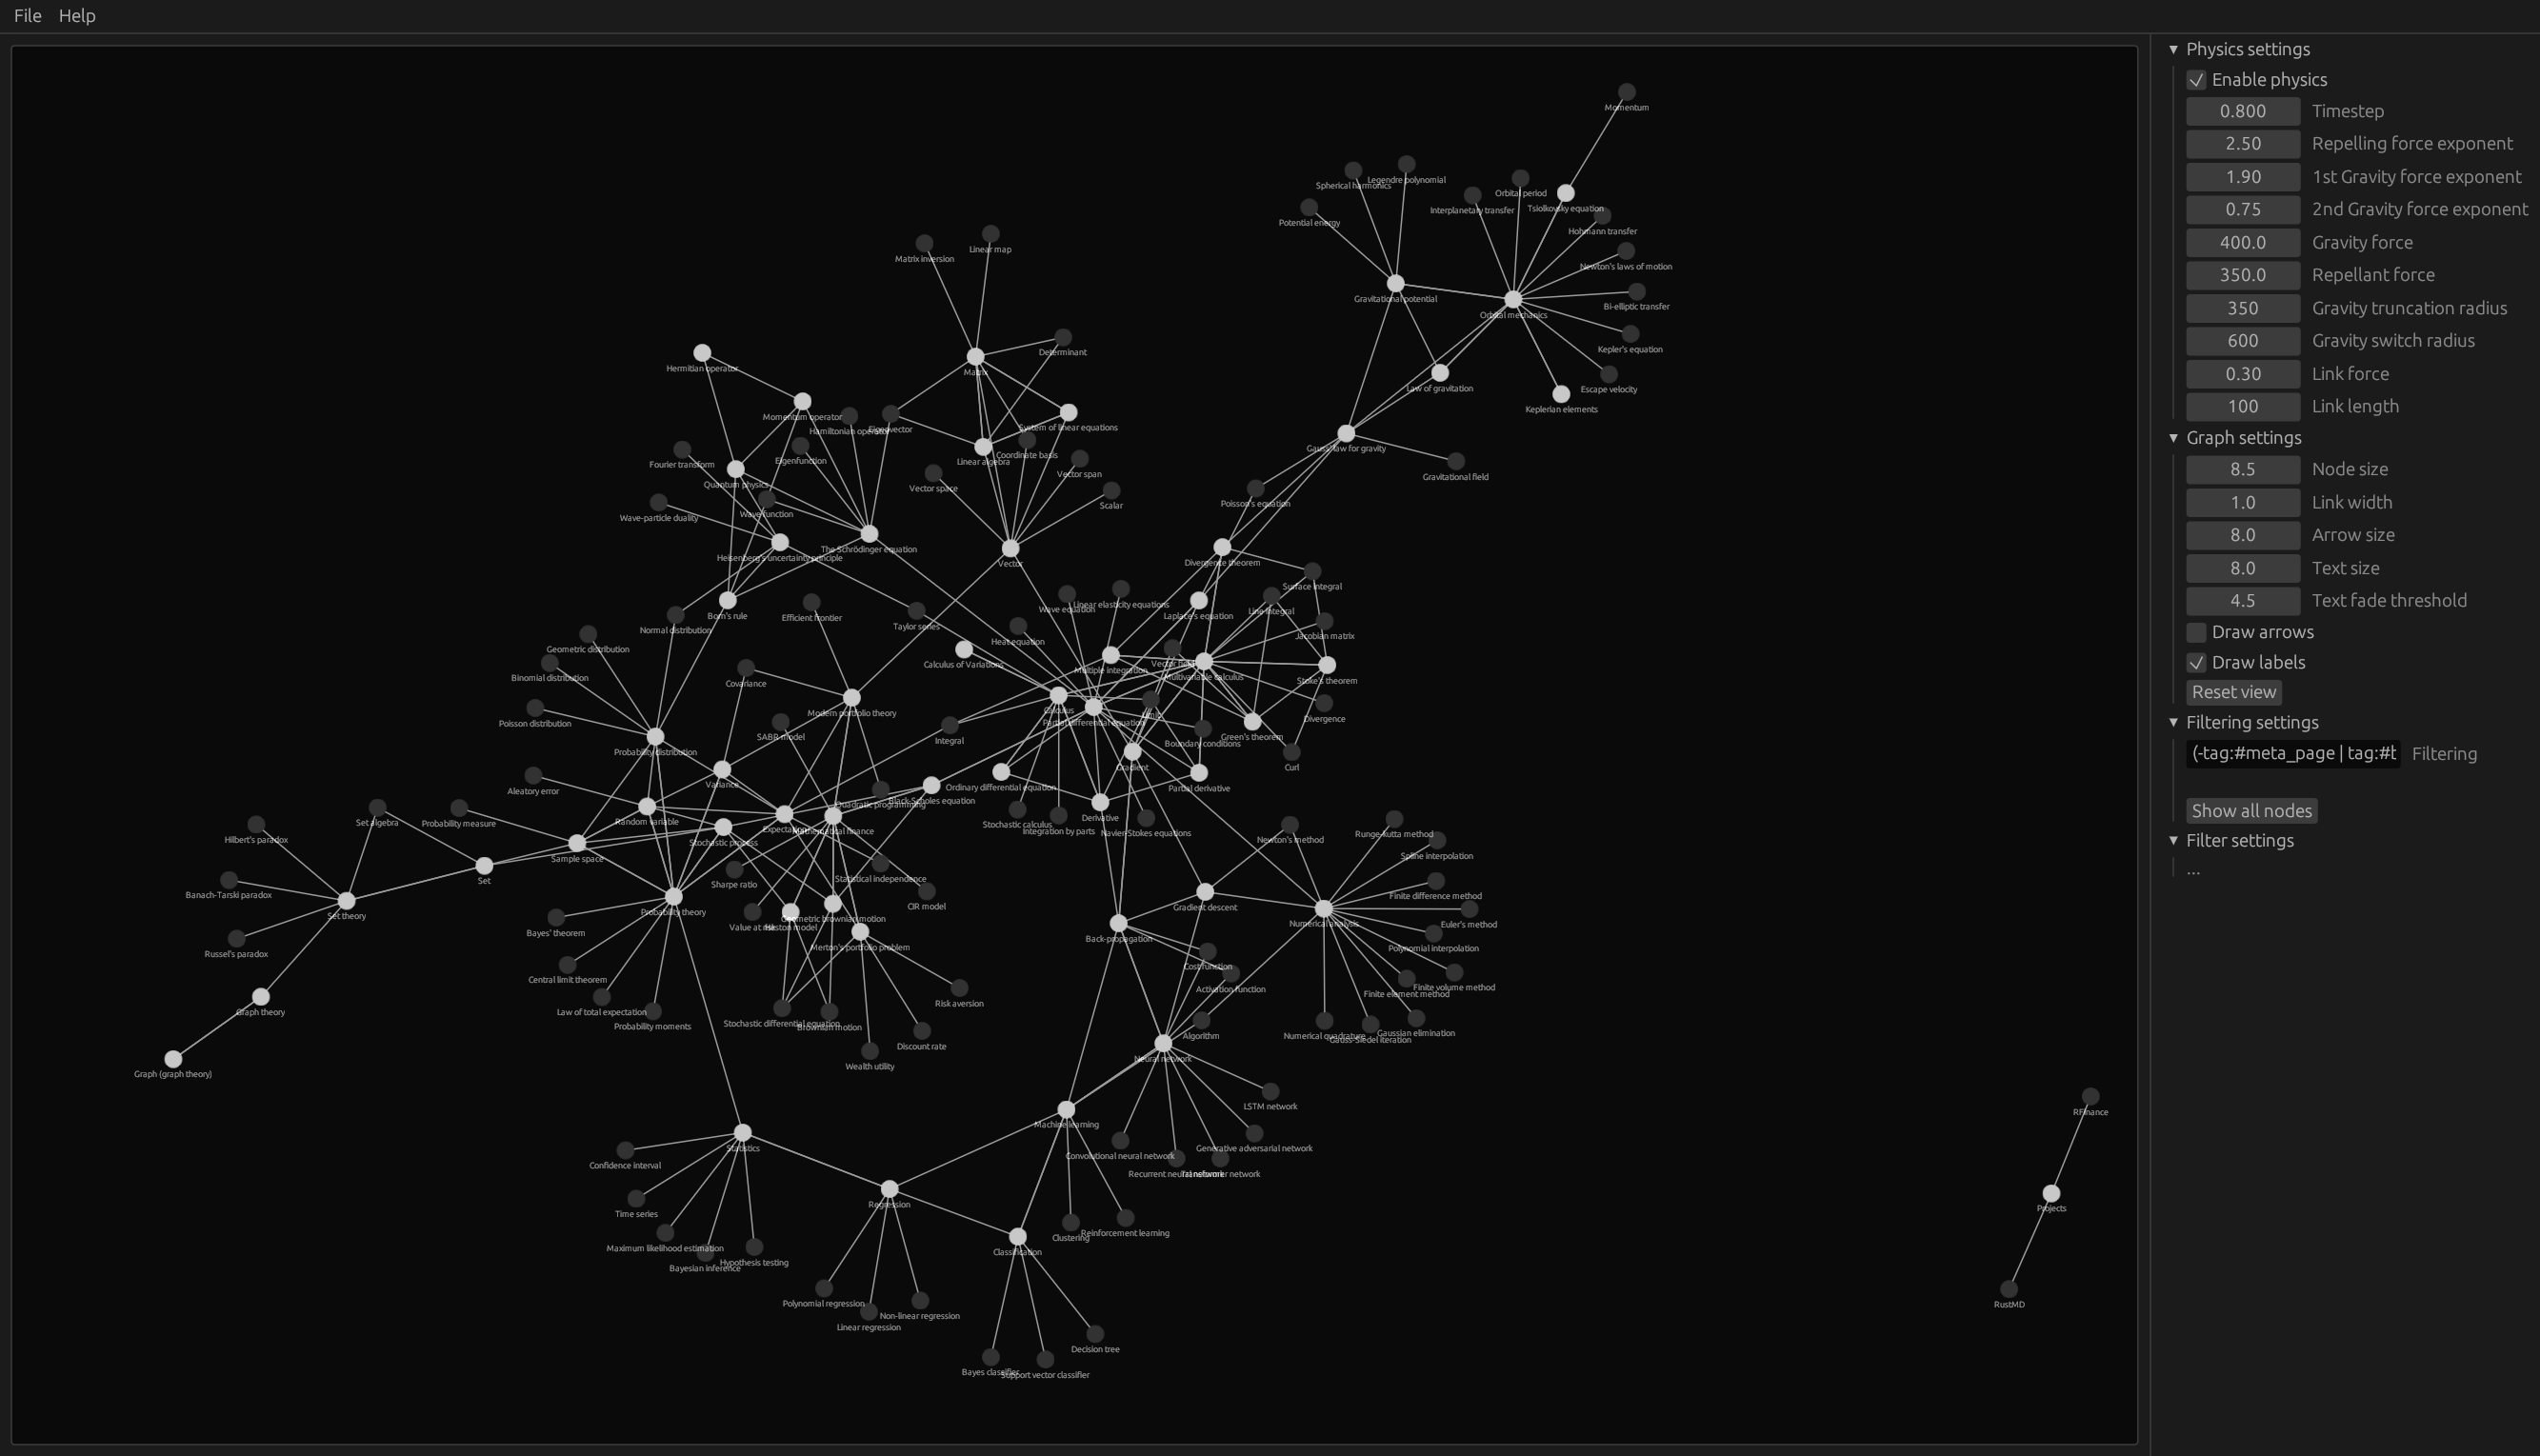 File Help
Momentum
Spherical harmonics
Legendre polynomial
Orbital period
Interplanetary transfer
Tsiolkovsky equation
Potential energy
Hohmann transfer
Newton's laws of motion
Gravitational potential
Bi-elliptic transfer
Orbital mechanics
Kepler's equation
Law of gravitation
Escape velocity
Keplerian elements
Gauss' law for gravity
Gravitational field
Poisson's equation
Matrix inversion
Linear map
Determinant
Matrix
Hermitian operator
Momentum operator
Hamiltonian operator
Eigenvector
System of linear equations
Fourier transform
Eigenfunction
Linear algebra
Coordinate basis
Quantum physics
Vector space
Vector span
Scalar
Wave-particle duality
Wave function
The Schrödinger equation
Heisenberg's uncertainty principle
Vector
Divergence theorem
Surface integral
Born's rule
Efficient frontier
Taylor series
Wave equation
Linear elasticity equations
Laplace's equation
Line integral
Normal distribution
Heat equation
Jacobian matrix
Geometric distribution
Calculus of Variations
Multiple integration
Vector field
Multivariable calculus
Stoke's theorem
Binomial distribution
Covariance
Modern portfolio theory
Calculus
Partial differential equation
Limit
Divergence
Poisson distribution
SABR model
Integral
Boundary conditions
Green's theorem
Probability distribution
Gradient
Curl
Variance
Ordinary differential equation
Partial derivative
Aleatory error
Quadratic programming
Black-Scholes equation
Set algebra
Probability measure
Random variable
Expectation
Mathematical finance
Stochastic calculus
Integration by parts
Derivative
Navier-Stokes equations
Hilbert's paradox
Stochastic process
Newton's method
Runge-kutta method
Sample space
Spline interpolation
Set
Sharpe ratio
Statistical independence
Banach-Tarski paradox
CIR model
Gradient descent
Finite difference method
Set theory
Probability theory
Geometric brownian motion
Value at risk
Heston model
Numerical analysis
Euler's method
Bayes' theorem
Merton's portfolio problem
Back-propagation
Polynomial interpolation
Russel's paradox
Cost function
Central limit theorem
Activation function
Finite element method
Finite volume method
Risk aversion
Graph theory
Law of total expectation
Probability moments
Stochastic differential equation
Brownian motion
Discount rate
Algorithm
Numerical quadrature
Gauss-Siedel iteration
Gaussian elimination
Wealth utility
Neural network
Graph (graph theory)
LSTM network
Machine learning
Statistics
Convolutional neural network
Generative adversarial network
Confidence interval
Recurrent neural network
Transformer network
Regression
Time series
Clustering
Reinforcement learning
Maximum likelihood estimation
Bayesian inference
Hypothesis testing
Classification
Polynomial regression
Non-linear regression
Linear regression
Decision tree
Bayes classifier
Support vector classifier
RFinance
Projects
RustMD
Physics settings
Enable physics
0.800 Timestep
2.50 Repelling force exponent
1.90 1st Gravity force exponent
0.75 2nd Gravity force exponent
400.0 Gravity force
350.0 Repellant force
350 Gravity truncation radius
600 Gravity switch radius
0.30 Link force
100 Link length
Graph settings
8.5 Node size
1.0 Link width
8.0 Arrow size
8.0 Text size
4.5 Text fade threshold
Draw arrows
Draw labels
Reset view
Filtering settings
(-tag:#meta_page | tag:#t Filtering
Show all nodes
Filter settings
...